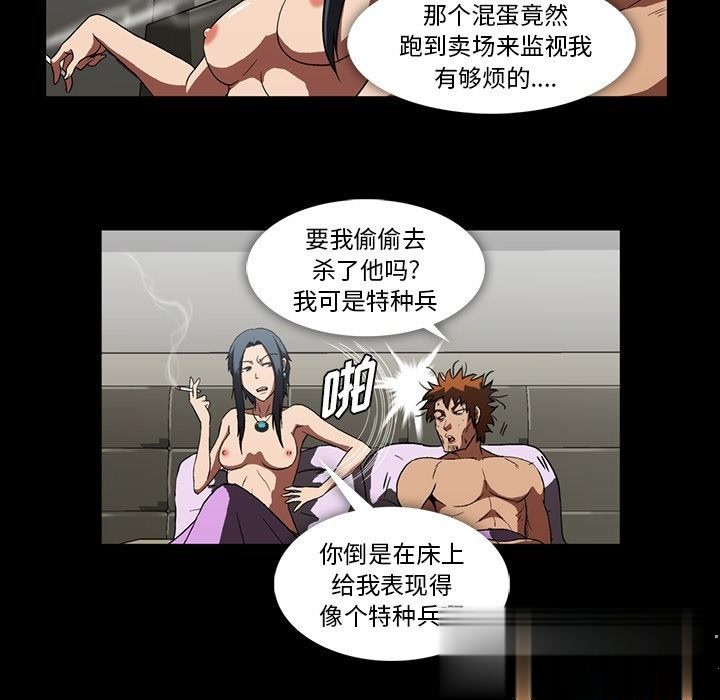 那个混蛋竟然
跑到卖场来监视我
有够烦的....
要我偷偷去
杀了他吗?
我可是特种兵
啪
你倒是在床上
给我表现得
像个特种兵